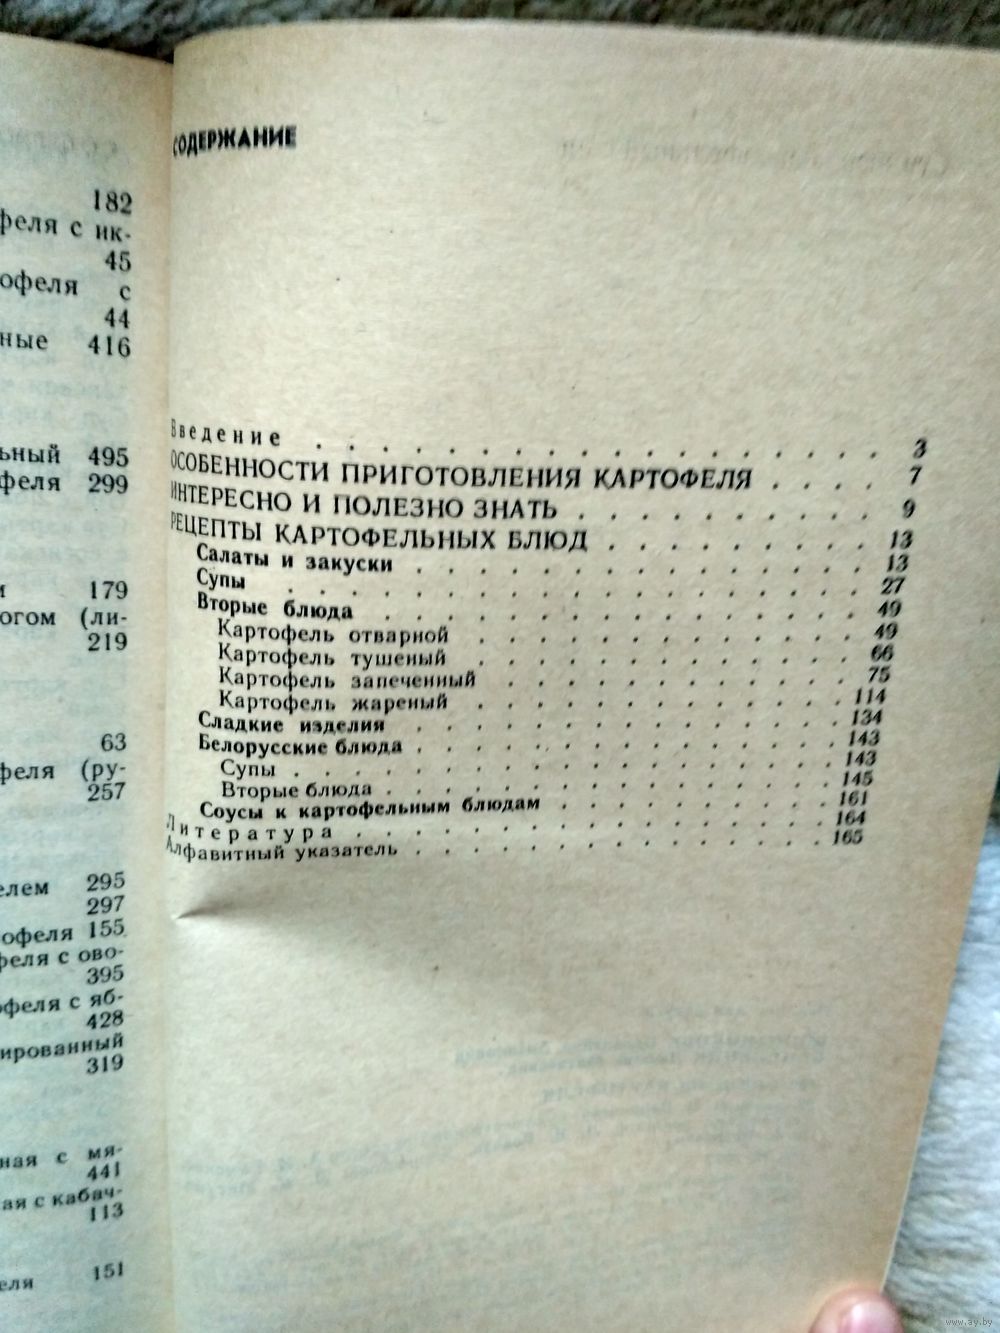 182
феля с ик-
45
офеля с
44
ные 416
ьный 495
феля 299
и 179
огом (ли-
219
63
феля (ру-
257
елем 295
297
офеля 155
феля с ово-
395
офеля с яб-
428
ированный
319
ная с мя-
441
ая с кабач-
113
еля 151
СОДЕРЖАНИЕ
Введение . . . . . . . . . . . . . . . . . 3
ОСОБЕННОСТИ ПРИГОТОВЛЕНИЯ КАРТОФЕЛЯ . . . . 7
ИНТЕРЕСНО И ПОЛЕЗНО ЗНАТЬ . . . . . . . . . . 9
РЕЦЕПТЫ КАРТОФЕЛЬНЫХ БЛЮД . . . . . . . . . 13
Салаты и закуски . . . . . . . . . . . . . . 13
Супы . . . . . . . . . . . . . . . . . . 27
Вторые блюда . . . . . . . . . . . . . . . 49
Картофель отварной . . . . . . . . . . . . 49
Картофель тушеный . . . . . . . . . . . . 66
Картофель запеченный . . . . . . . . . . . 75
Картофель жареный . . . . . . . . . . . . 114
Сладкие изделия . . . . . . . . . . . . . . 134
Белорусские блюда . . . . . . . . . . . . . 143
Супы . . . . . . . . . . . . . . . . . 143
Вторые блюда . . . . . . . . . . . . . . 145
Соусы к картофельным блюдам . . . . . . . . 161
Литература . . . . . . . . . . . . . . . . 164
Алфавитный указатель . . . . . . . . . . . . . 165
www.ay.by